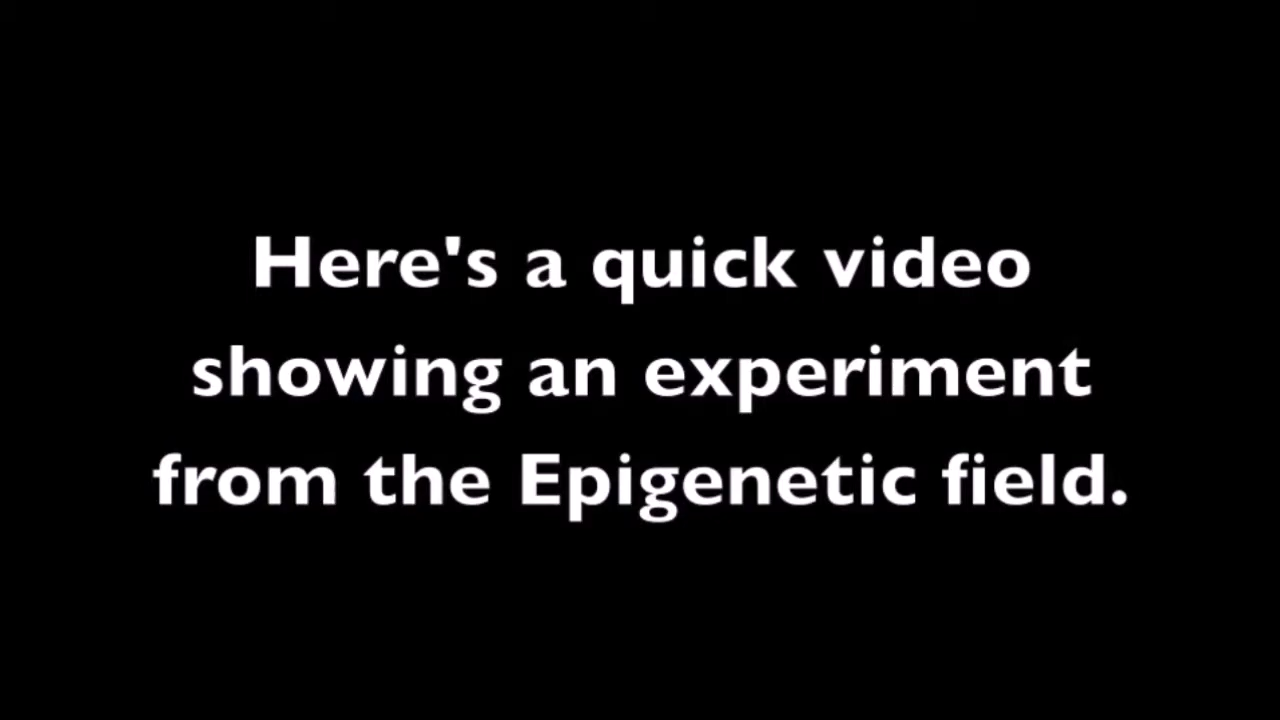 Here's a quick video
showing an experiment
from the Epigenetic field.